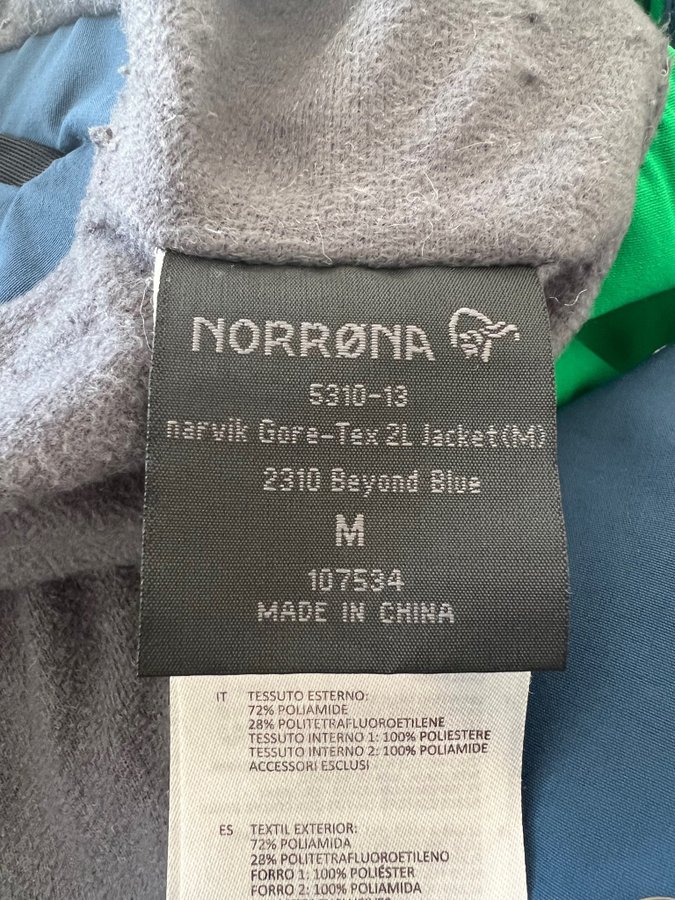 NORRØNA
5310-13
narvik Gore-Tex 2L Jacket(M)
2310 Beyond Blue
M
107534
MADE IN CHINA
IT TESSUTO ESTERNO:
72% POLIAMIDE
28% POLITETRAFLUOROETILENE
TESSUTO INTERNO 1: 100% POLIESTERE
TESSUTO INTERNO 2: 100% POLIAMIDE
ACCESSORI ESCLUSI
ES TEXTIL EXTERIOR:
72% POLIAMIDA
28% POLITETRAFLUOROETILENO
FORRO 1: 100% POLIÉSTER
FORRO 2: 100% POLIAMIDA